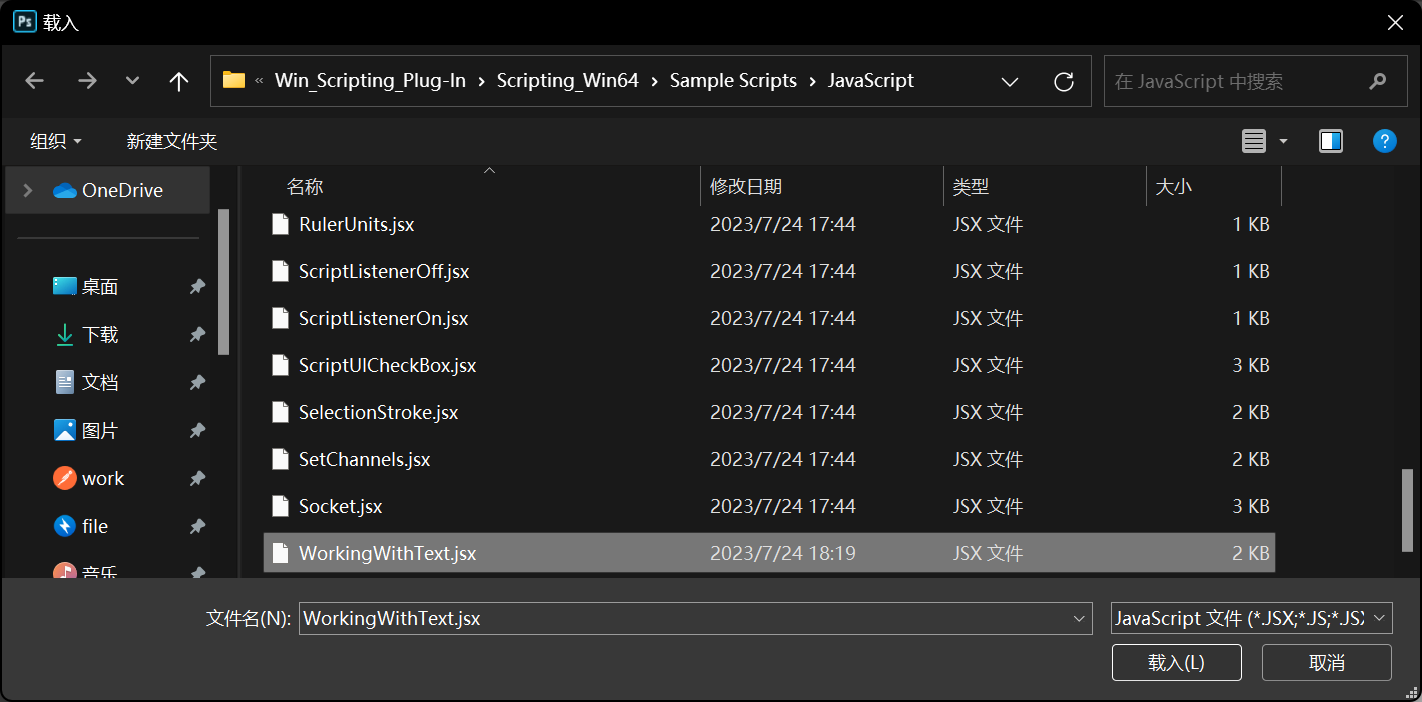 Ps 载入
« Win_Scripting_Plug-In › Scripting_Win64 › Sample Scripts › JavaScript
在 JavaScript 中搜索
组织 新建文件夹
?
OneDrive
桌面
下载
文档
图片
work
file
音乐
名称 修改日期 类型 大小
RulerUnits.jsx 2023/7/24 17:44 JSX 文件 1 KB
ScriptListenerOff.jsx 2023/7/24 17:44 JSX 文件 1 KB
ScriptListenerOn.jsx 2023/7/24 17:44 JSX 文件 1 KB
ScriptUICheckBox.jsx 2023/7/24 17:44 JSX 文件 3 KB
SelectionStroke.jsx 2023/7/24 17:44 JSX 文件 2 KB
SetChannels.jsx 2023/7/24 17:44 JSX 文件 2 KB
Socket.jsx 2023/7/24 17:44 JSX 文件 3 KB
WorkingWithText.jsx 2023/7/24 18:19 JSX 文件 2 KB
文件名(N): WorkingWithText.jsx
JavaScript 文件 (*.JSX;*.JS;*.JSX
载入(L) 取消